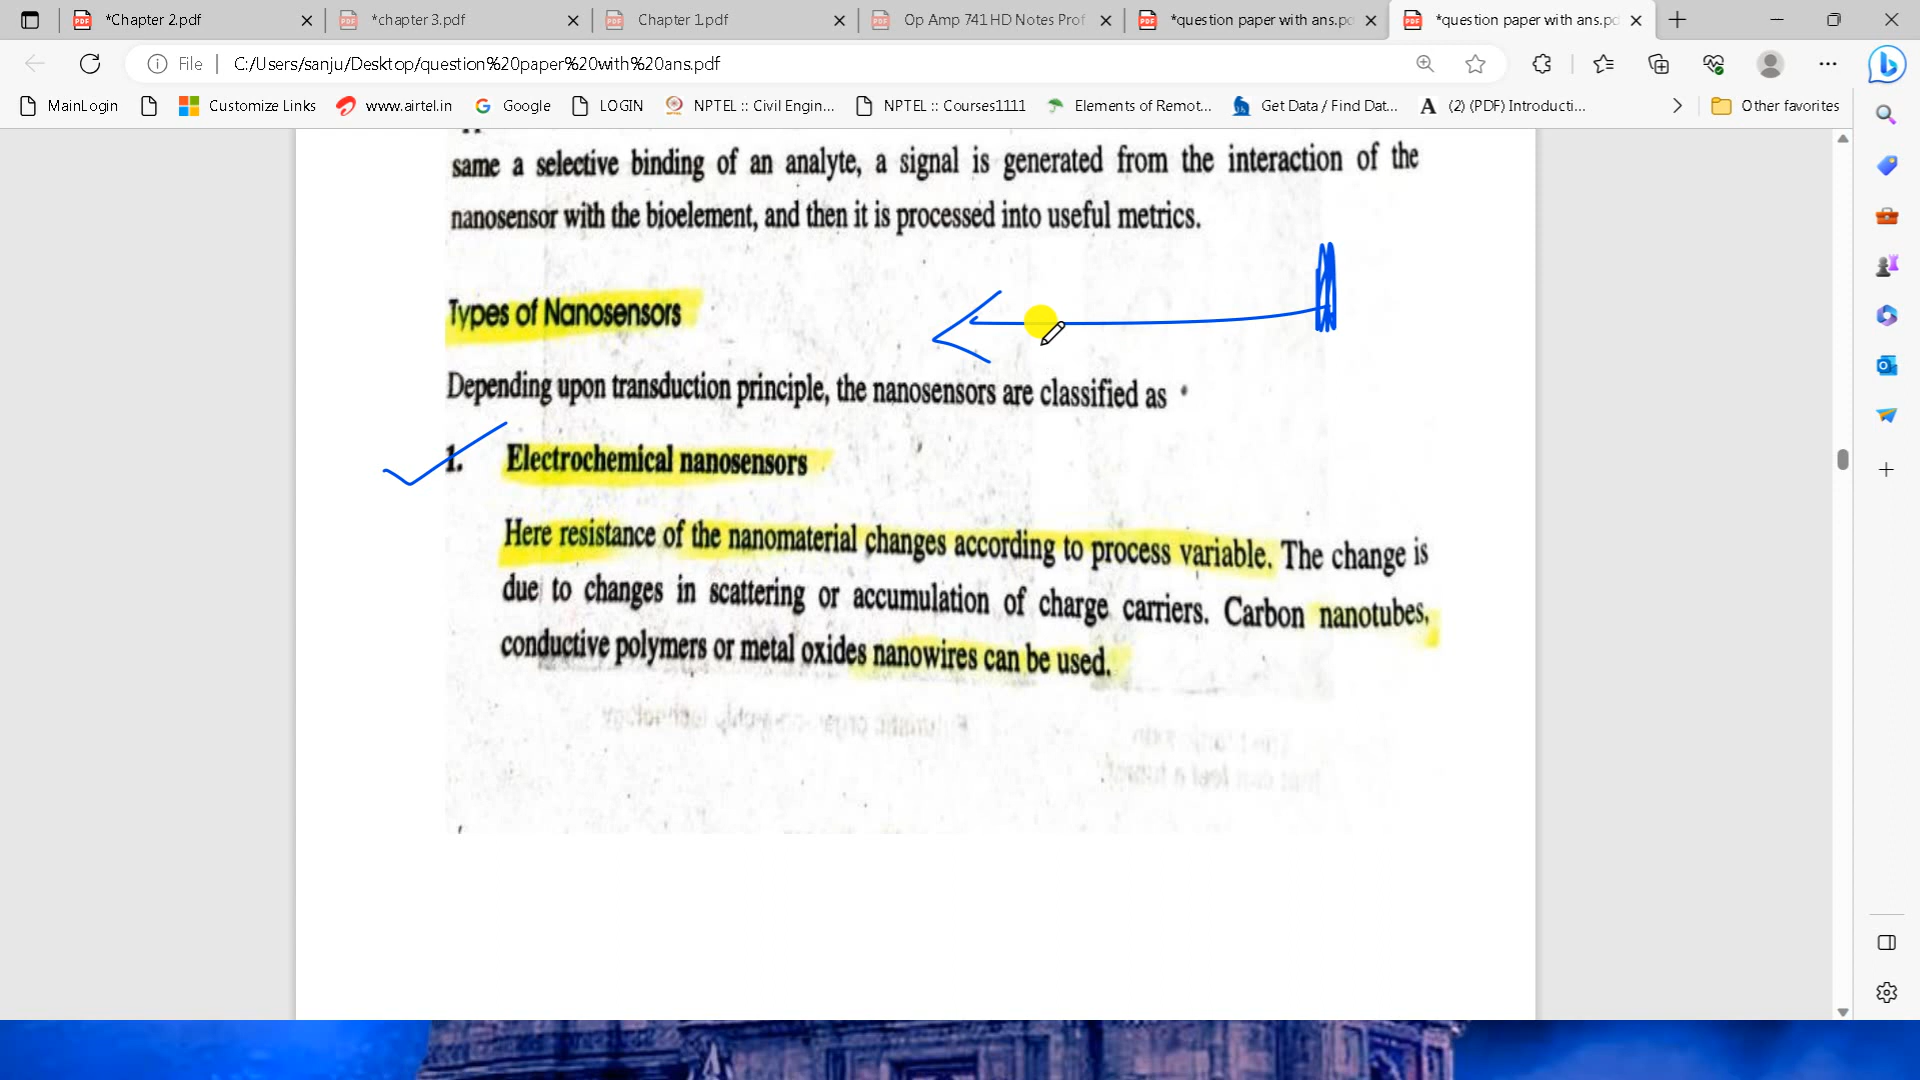 *Chapter 2.pdf
*chapter 3.pdf
Chapter 1.pdf
Op Amp 741 HD Notes Prof
*question paper with ans.pd
*question paper with ans.pd
File
C:/Users/sanju/Desktop/question%20paper%20with%20ans.pdf
MainLogin
Customize Links
www.airtel.in
Google
LOGIN
NPTEL :: Civil Engin...
NPTEL :: Courses1111
Elements of Remot...
Get Data / Find Dat...
(2) (PDF) Introducti...
Other favorites
same a selective binding of an analyte, a signal is generated from the interaction of the
nanosensor with the bioelement, and then it is processed into useful metrics.
Types of Nanosensors
Depending upon transduction principle, the nanosensors are classified as
1. Electrochemical nanosensors
Here resistance of the nanomaterial changes according to process variable. The change is
due to changes in scattering or accumulation of charge carriers. Carbon nanotubes,
conductive polymers or metal oxides nanowires can be used.